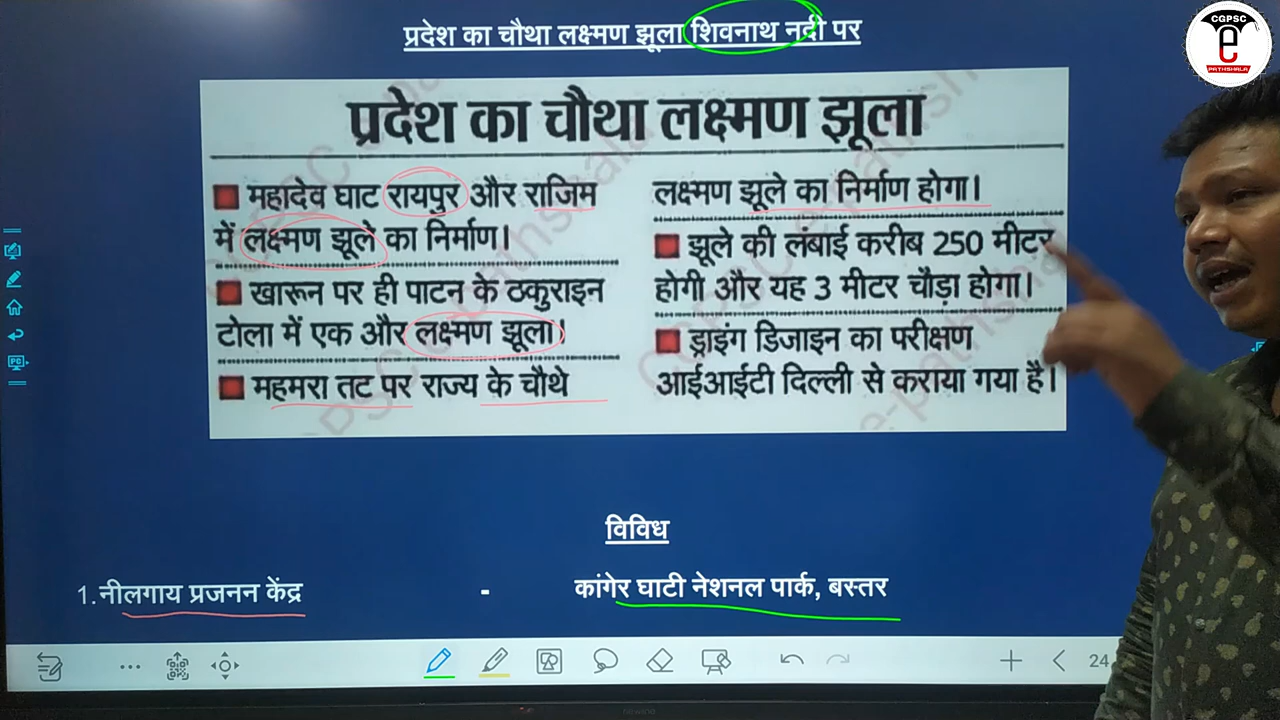 प्रदेश का चौथा लक्ष्मण झूला शिवनाथ नदी पर
CGPSC
e
PATHSHALA
प्रदेश का चौथा लक्ष्मण झूला
महादेव घाट रायपुर और राजिम
में लक्ष्मण झूले का निर्माण।
खारून पर ही पाटन के ठकुराइन
टोला में एक और लक्ष्मण झूला।
महमरा तट पर राज्य के चौथे
लक्ष्मण झूले का निर्माण होगा।
झूले की लंबाई करीब 250 मीटर
होगी और यह 3 मीटर चौड़ा होगा।
ड्राइंग डिजाइन का परीक्षण
आईआईटी दिल्ली से कराया गया है।
विविध
1. नीलगाय प्रजनन केंद्र - कांगेर घाटी नेशनल पार्क, बस्तर
24